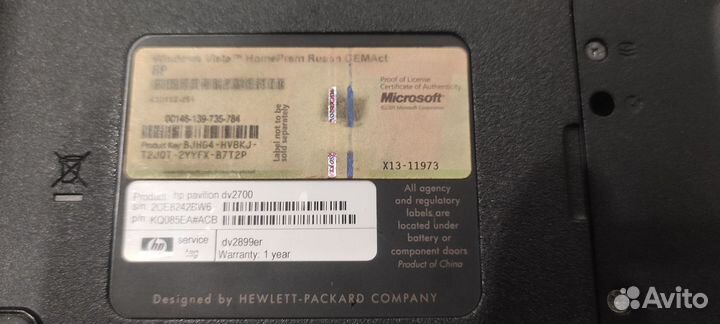 Windows Vista™ HomePrem Russn OEMAct
HP
Proof of License
Certificate of Authenticity
Microsoft®
00146-139-735-784
Label not to be
sold separately
Product Key: BJHG4-HVBKJ-
T2JQT-2YYFX-B7T2P
X13-11973
Product: hp pavilion dv2700
s/n: 2CE8242BW6
p/n: KQ085EA#ACB
hp service
tag
dv2899er
Warranty: 1 year
All agency
and regulatory
labels are
located under
battery or
component doors
Product of China
Designed by HEWLETT-PACKARD COMPANY
Avito